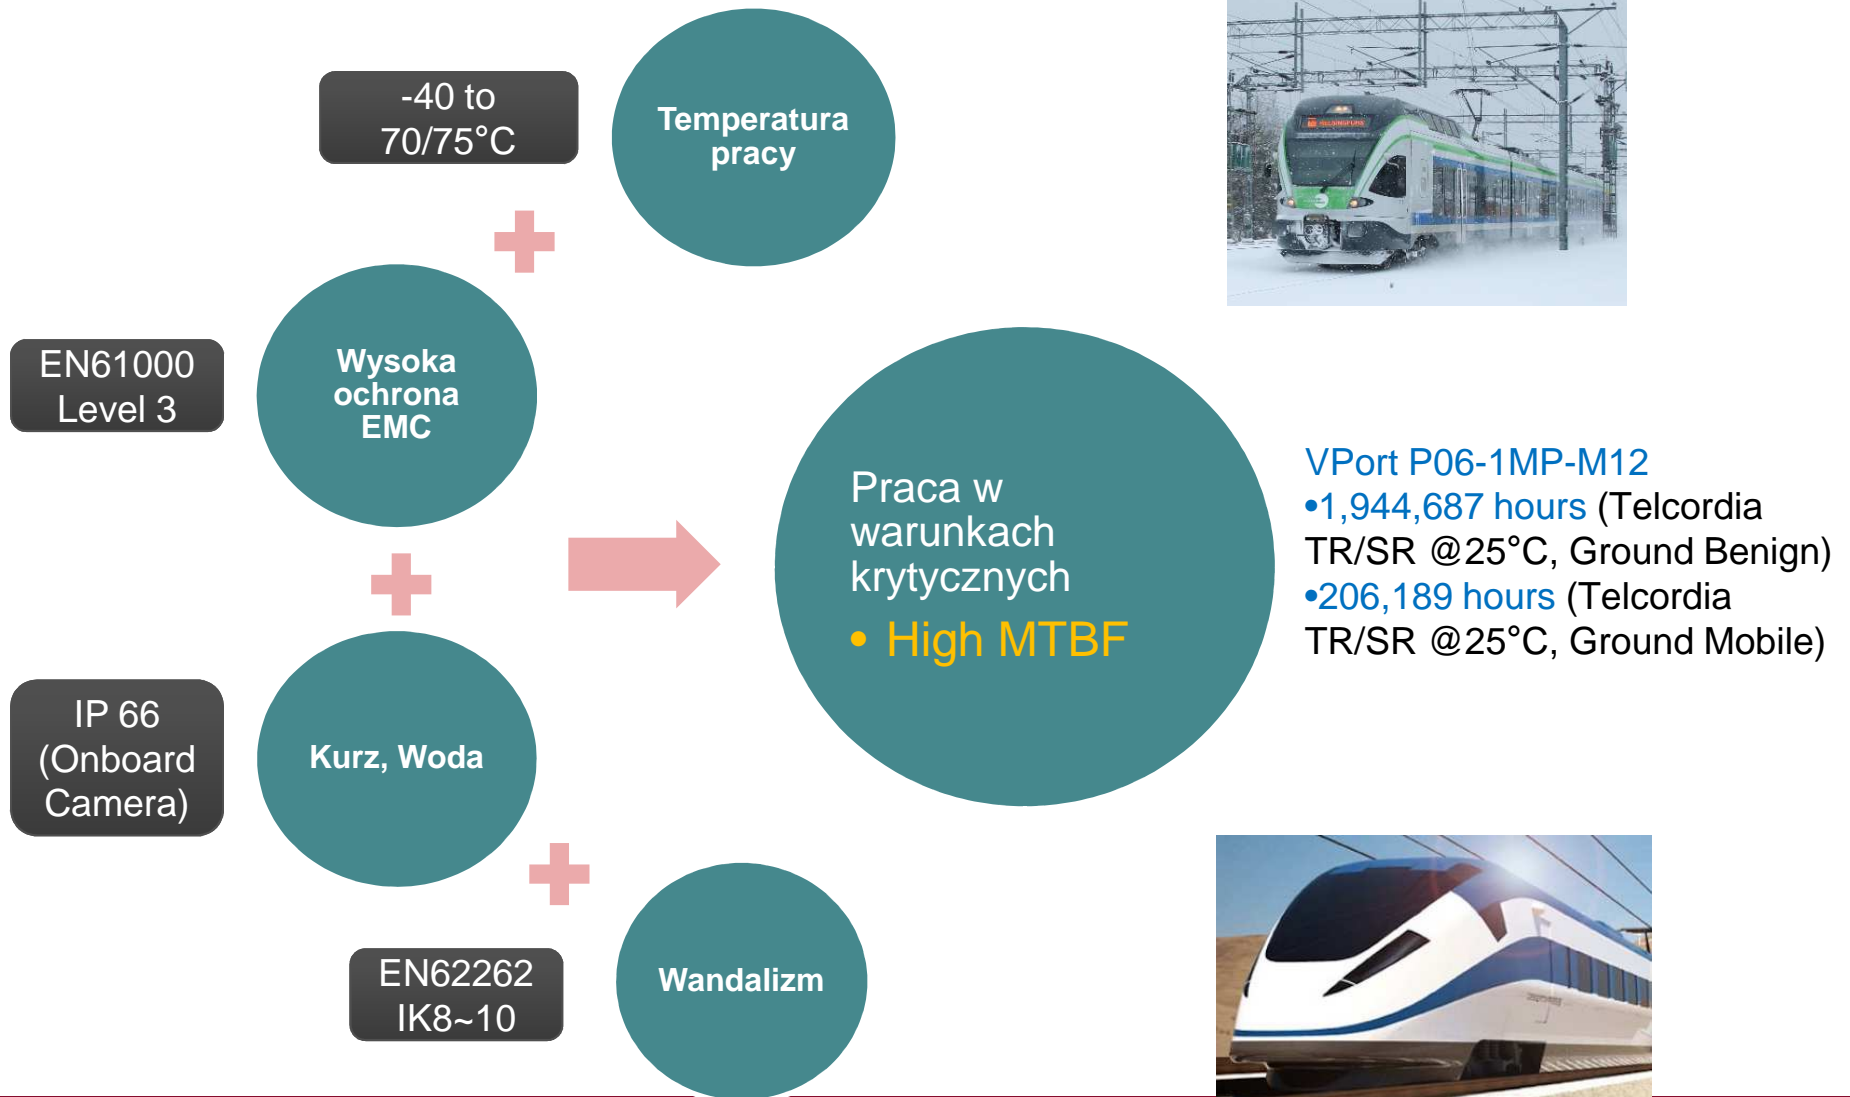 -40 to
70/75°C
Temperatura
pracy
EN61000
Level 3
Wysoka
ochrona
EMC
IP 66
(Onboard
Camera)
Kurz, Woda
EN62262
IK8~10
Wandalizm
Praca w
warunkach
krytycznych
• High MTBF
VPort P06-1MP-M12
•1,944,687 hours (Telcordia
TR/SR @25°C, Ground Benign)
•206,189 hours (Telcordia
TR/SR @25°C, Ground Mobile)